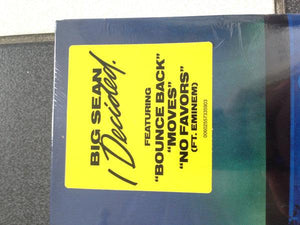 BIG SEAN
I Decided.
FEATURING
"BOUNCE BACK"
"MOVES"
"NO FAVORS"
(FT. EMINEM)